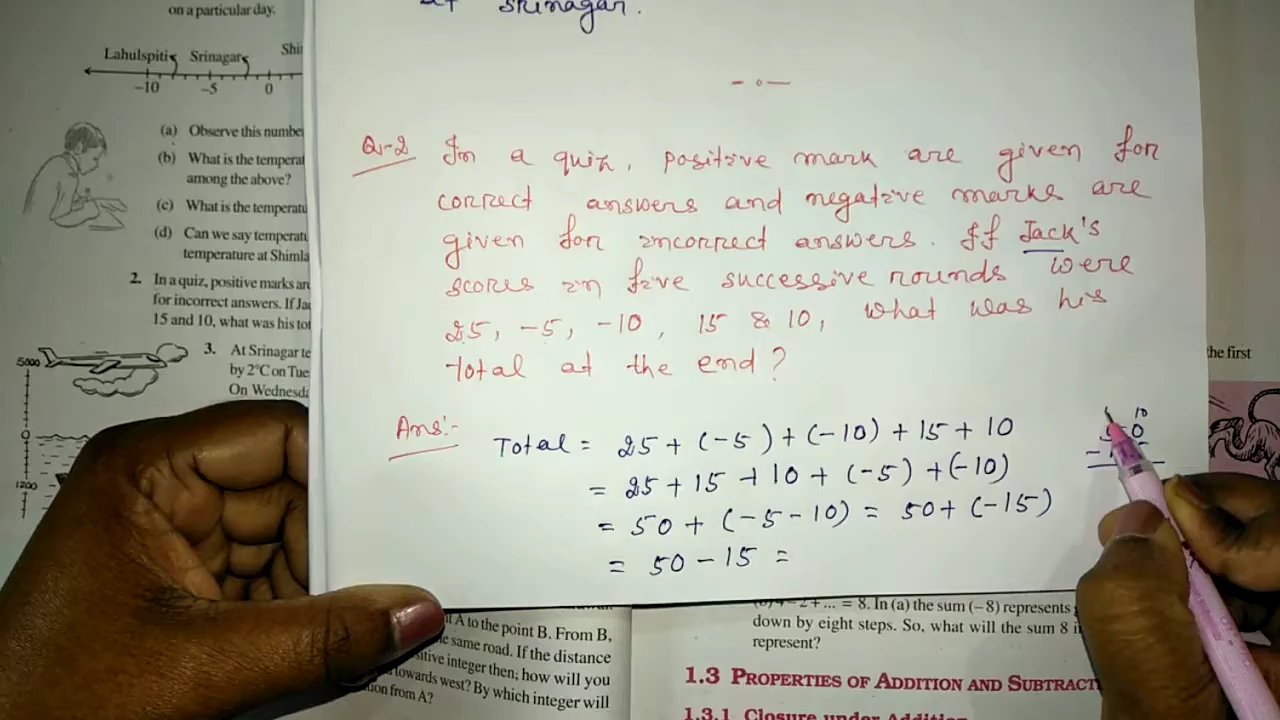 at Srinagar.
on a particular day.
Lahulspiti Srinagar
-10 -5 0
(a) Observe this number
(b) What is the temperat
among the above?
(c) What is the temperatu
(d) Can we say temperatu
temperature at Shimla
2. In a quiz, positive marks are
for incorrect answers. If Ja
15 and 10, what was his tot
3. At Srinagar te
by 2°C on Tue
On Wednesda
5000
0
1200
Q-2 In a quiz, positive mark are given for
correct answers and negative marks are
given for incorrect answers. If Jack's
scores in five successive rounds were
25, -5, -10, 15 & 10, what was his
total at the end?
Ans:- Total = 25 + (-5) + (-10) + 15 + 10
= 25 + 15 + 10 + (-5) + (-10)
= 50 + (-5 - 10) = 50 + (-15)
= 50 - 15 =
10
the first
A to the point B. From B,
same road. If the distance
sitive integer then, how will you
towards west? By which integer will
ion from A?
= 8. In (a) the sum (– 8) represents
down by eight steps. So, what will the sum 8 i
represent?
1.3 PROPERTIES OF ADDITION AND SUBTRACT
1.3.1 Closure under Addition